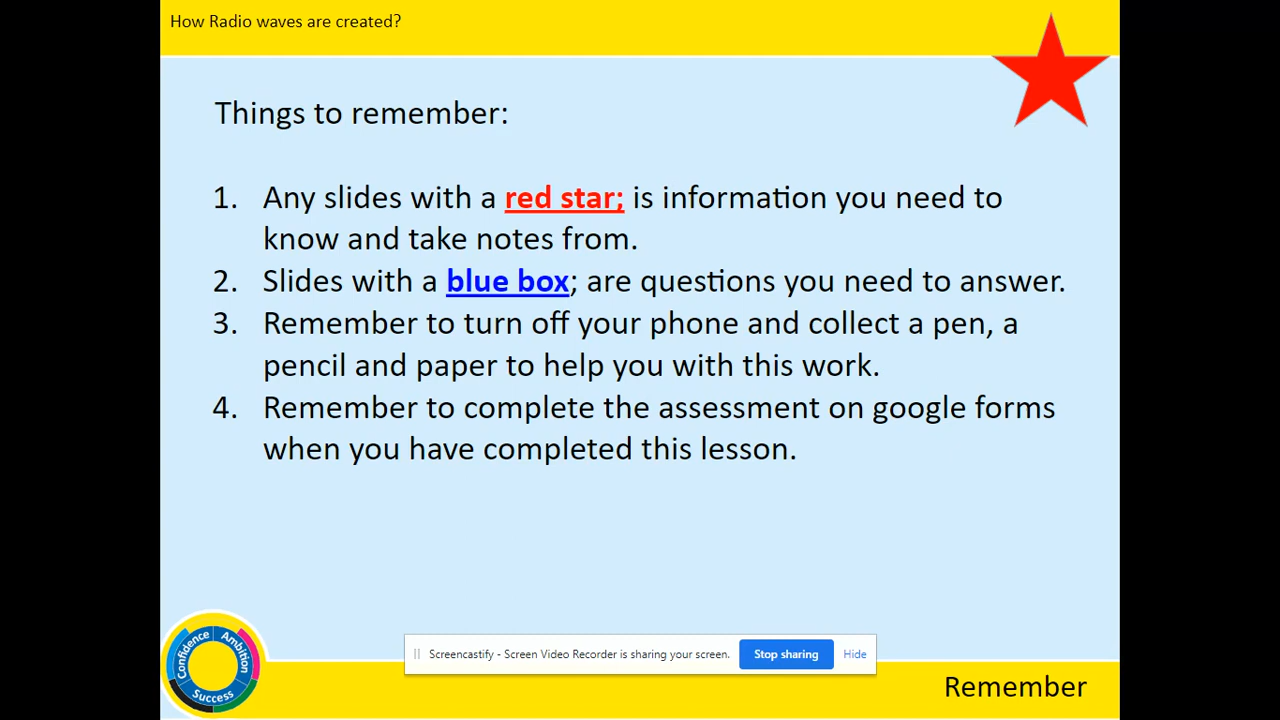 How Radio waves are created?
Things to remember:
1. Any slides with a red star; is information you need to
know and take notes from.
2. Slides with a blue box; are questions you need to answer.
3. Remember to turn off your phone and collect a pen, a
pencil and paper to help you with this work.
4. Remember to complete the assessment on google forms
when you have completed this lesson.
Confidence
Ambition
Success
Screencastify - Screen Video Recorder is sharing your screen.
Stop sharing
Hide
Remember